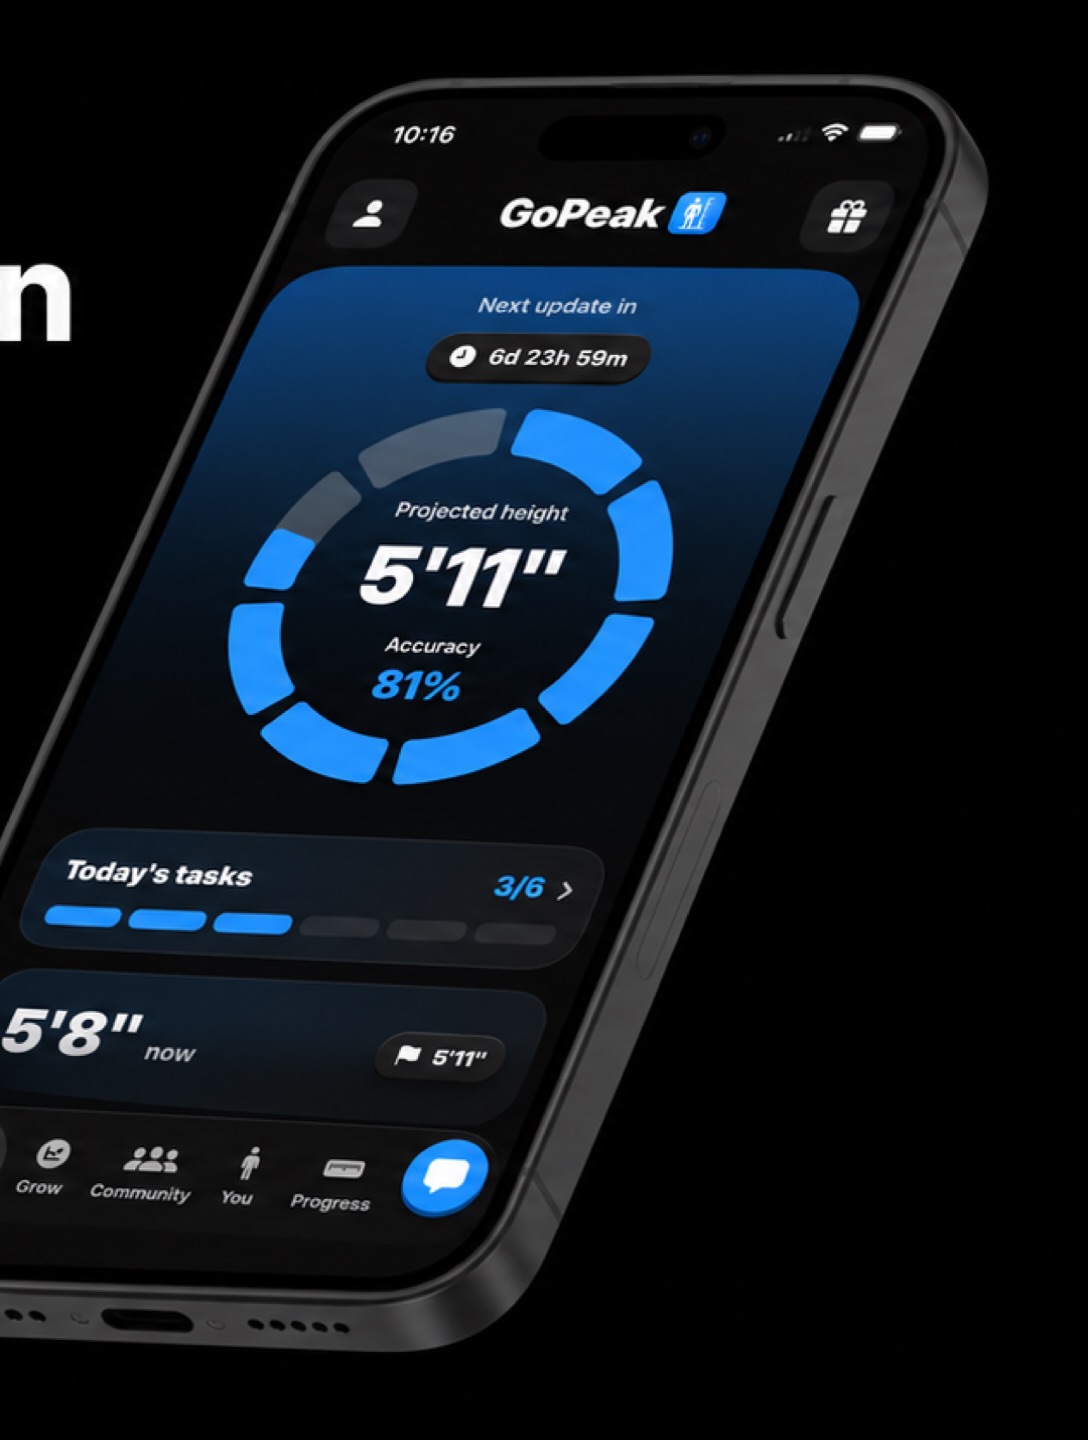 n
10:16
GoPeak
Next update in
6d 23h 59m
Projected height
5'11"
Accuracy
81%
Today's tasks
3/6
5'8" now
5'11"
Grow
Community
You
Progress